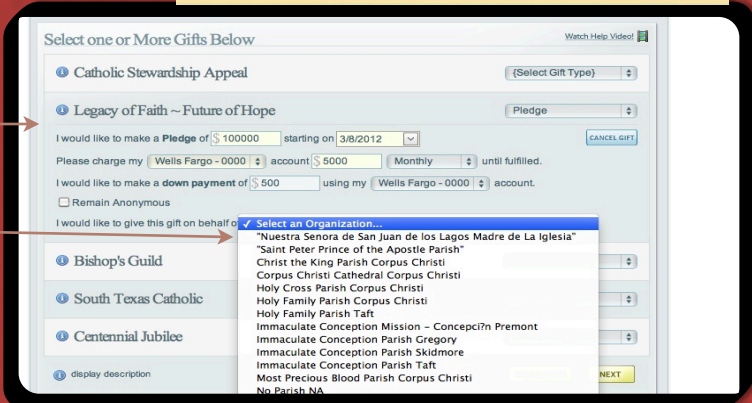 Select one or More Gifts Below
Watch Help Video!
Catholic Stewardship Appeal
{Select Gift Type}
Legacy of Faith ~ Future of Hope
Pledge
I would like to make a Pledge of $ 100000 starting on 3/8/2012
CANCEL GIFT
Please charge my Wells Fargo - 0000 account $ 5000 Monthly until fulfilled.
I would like to make a down payment of $ 500 using my Wells Fargo - 0000 account.
Remain Anonymous
I would like to give this gift on behalf o
✓ Select an Organization...
"Nuestra Senora de San Juan de los Lagos Madre de La Iglesia"
"Saint Peter Prince of the Apostle Parish"
Christ the King Parish Corpus Christi
Corpus Christi Cathedral Corpus Christi
Holy Cross Parish Corpus Christi
Holy Family Parish Corpus Christi
Holy Family Parish Taft
Immaculate Conception Mission – Concepci?n Premont
Immaculate Conception Parish Gregory
Immaculate Conception Parish Skidmore
Immaculate Conception Parish Taft
Most Precious Blood Parish Corpus Christi
No Parish NA
Bishop's Guild
South Texas Catholic
Centennial Jubilee
display description
NEXT